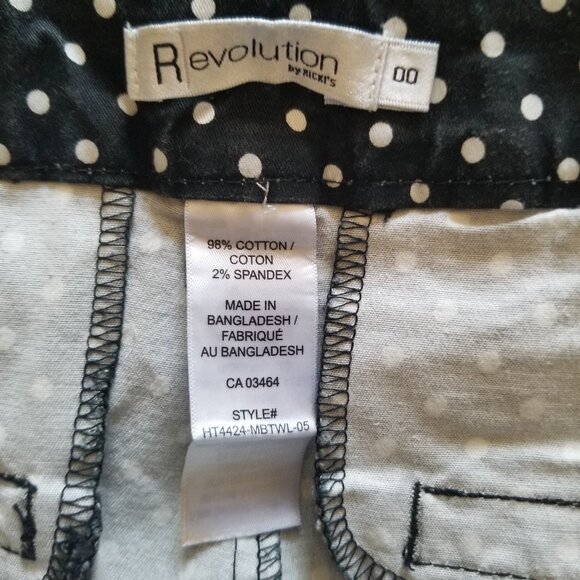 Revolution
by RICKI'S
00
98% COTTON /
COTON
2% SPANDEX
MADE IN
BANGLADESH /
FABRIQUÉ
AU BANGLADESH
CA 03464
STYLE#
HT4424-MBTWL-05